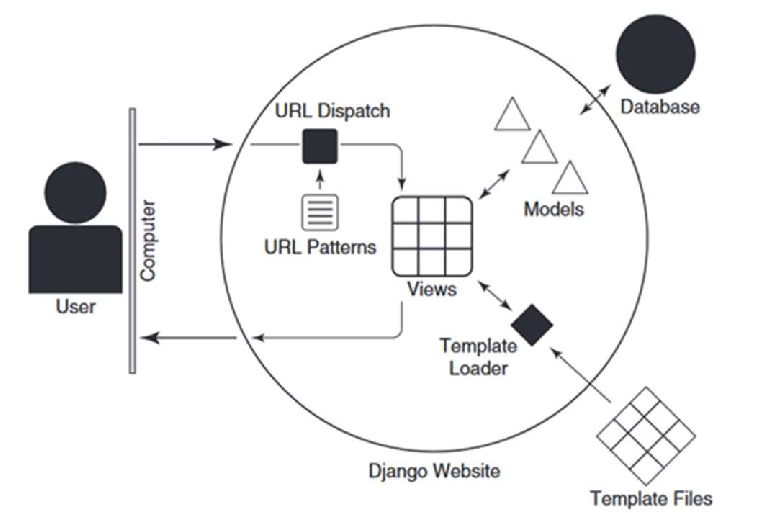 Database
URL Dispatch
Models
Computer
URL Patterns
Views
User
Template
Loader
Django Website
Template Files